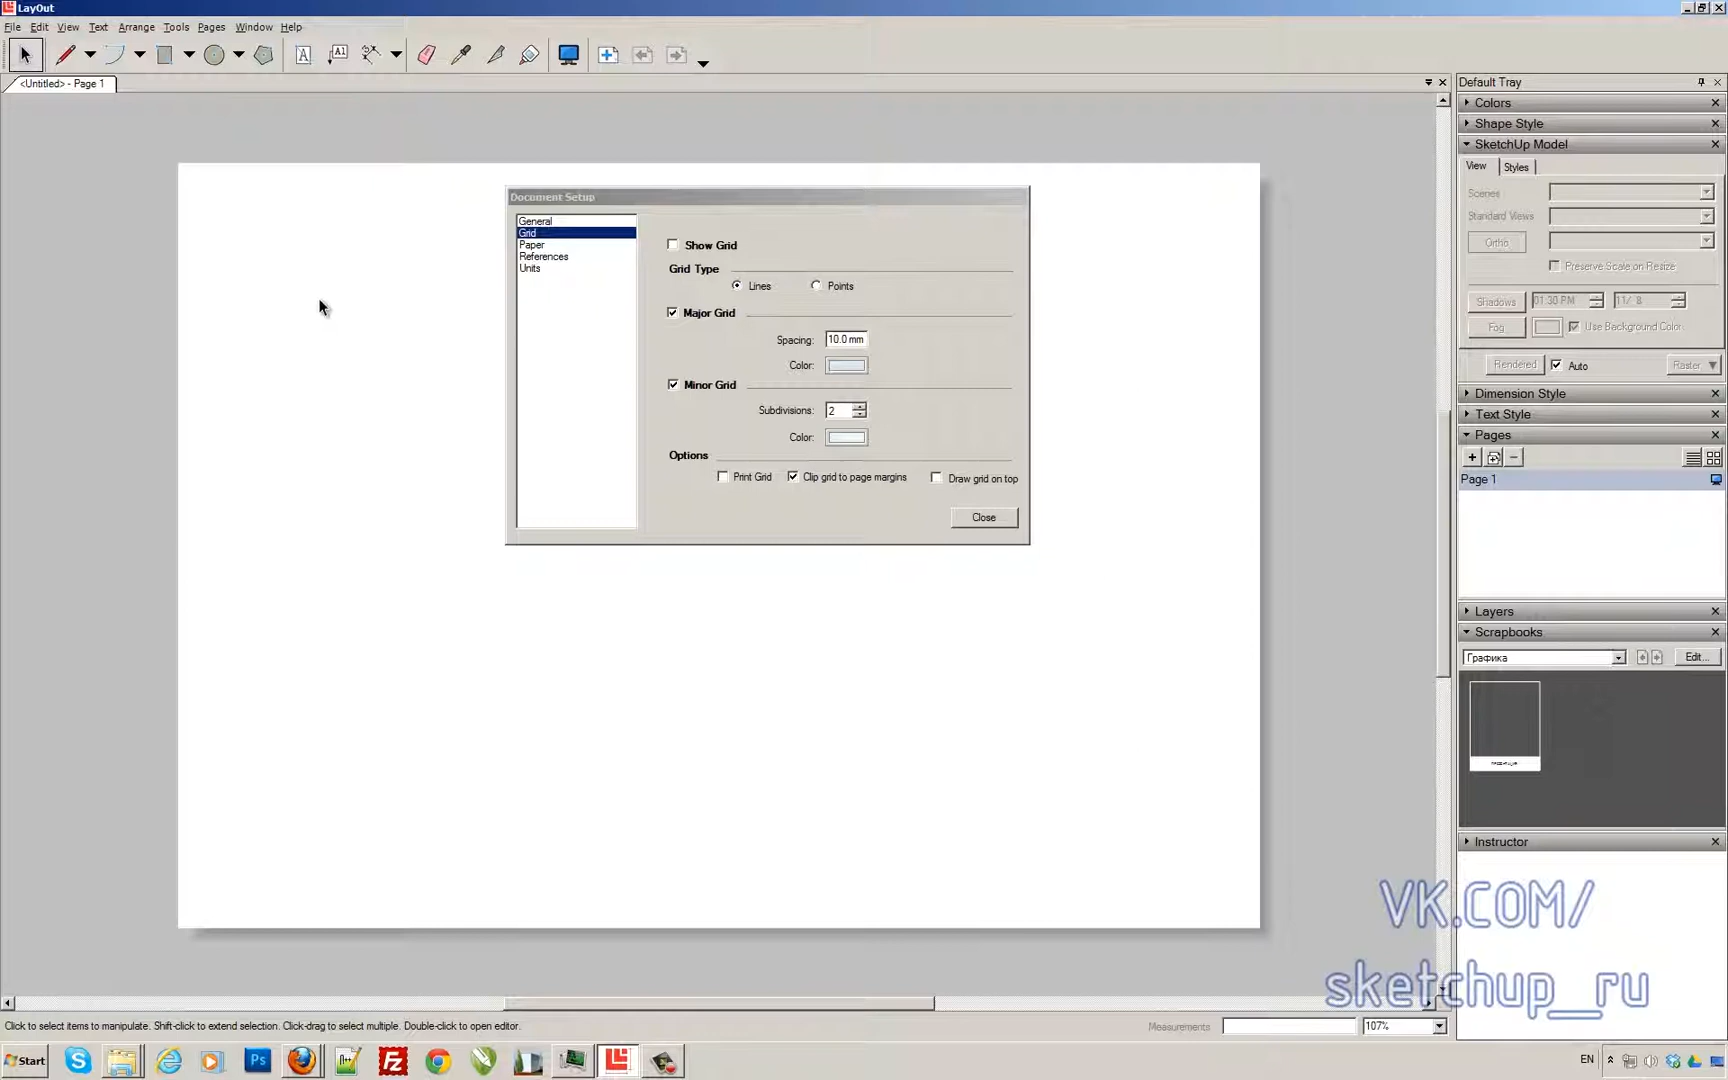 LayOut
File Edit View Text Arrange Tools Pages Window Help
<Untitled> - Page 1
Default Tray
Colors
Shape Style
SketchUp Model
View Styles
Scenes
Standard Views
Ortho
Preserve Scale on Resize
Shadows 01:30 PM 11/ 8
Fog Use Background Color
Rendered Auto Raster
Dimension Style
Text Style
Pages
Page 1
Layers
Scrapbooks
Графика Edit...
Instructor
Document Setup
General
Grid
Paper
References
Units
Show Grid
Grid Type
Lines Points
Major Grid
Spacing: 10.0 mm
Color:
Minor Grid
Subdivisions: 2
Color:
Options
Print Grid Clip grid to page margins Draw grid on top
Close
VK.COM/
sketchup_ru
Click to select items to manipulate. Shift-click to extend selection. Click-drag to select multiple. Double-click to open editor.
Measurements 107%
Start
EN